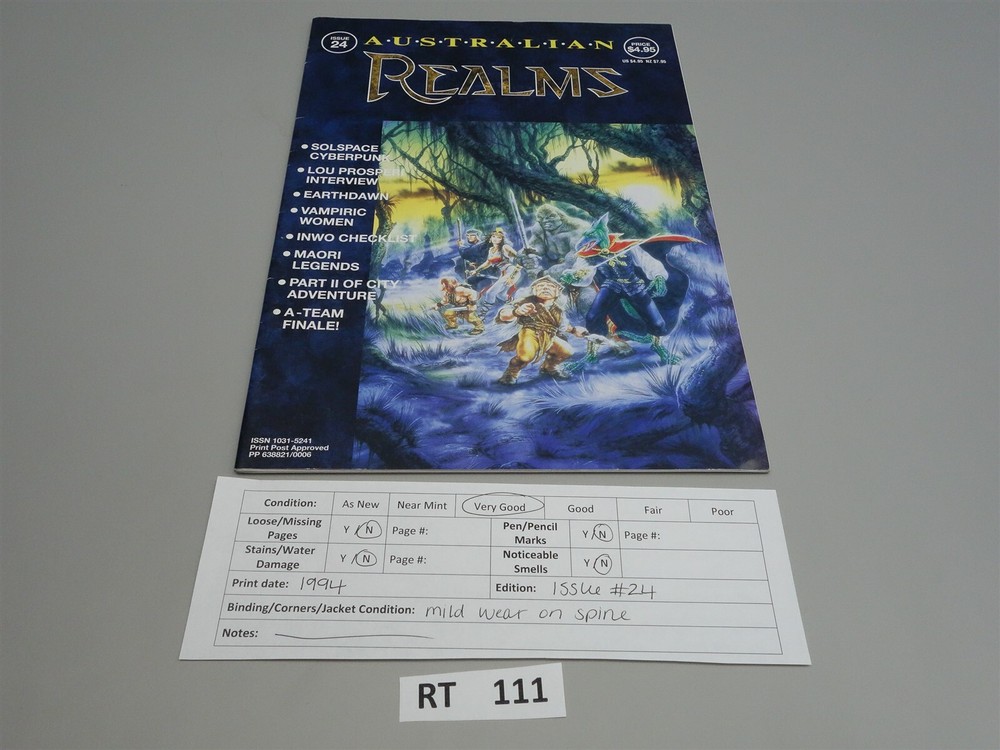 ISSUE
24
A·U·S·T·R·A·L·I·A·N
PRICE
$4.95
US $4.95 NZ $7.95
REALMS
• SOLSPACE
CYBERPUNK
• LOU PROSPERI
INTERVIEW
• EARTHDAWN
• VAMPIRIC
WOMEN
• INWO CHECKLIST
• MAORI
LEGENDS
• PART II OF CITY
ADVENTURE
• A-TEAM
FINALE!
ISSN 1031-5241
Print Post Approved
PP 638821/0006
Condition: As New Near Mint Very Good Good Fair Poor
Loose/Missing Pages Y / N Page #: Pen/Pencil Marks Y / N Page #:
Stains/Water Damage Y / N Page #: Noticeable Smells Y / N
Print date: 1994 Edition: Issue #24
Binding/Corners/Jacket Condition: mild wear on spine
Notes:
RT 111